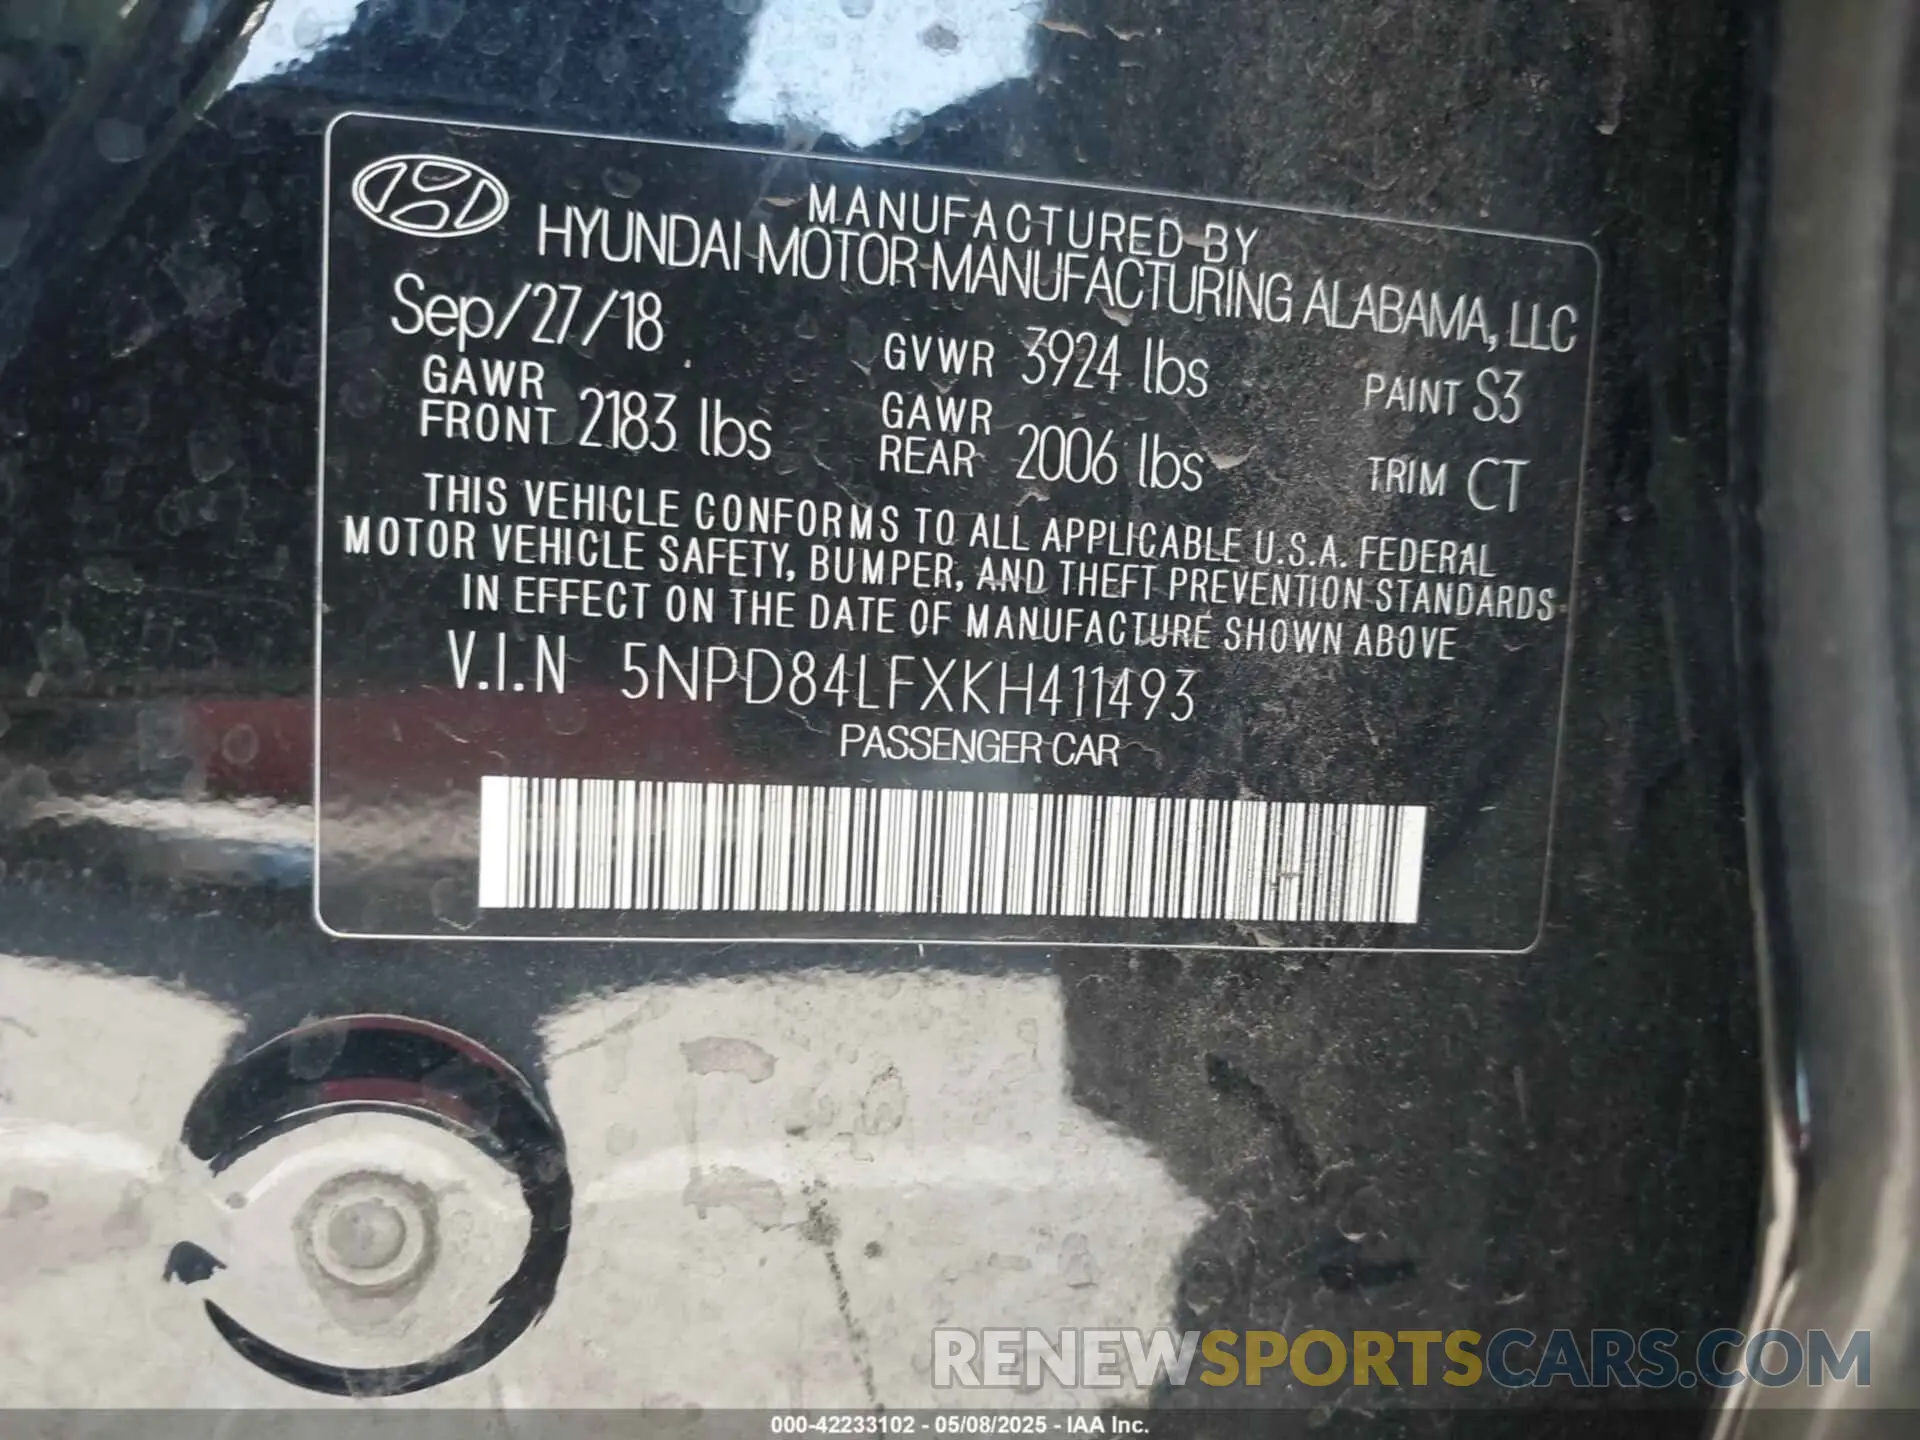 MANUFACTURED BY
HYUNDAI MOTOR MANUFACTURING ALABAMA, LLC
Sep/27/18 GVWR 3924 lbs PAINT S3
GAWR FRONT 2183 lbs GAWR REAR 2006 lbs TRIM CT
THIS VEHICLE CONFORMS TO ALL APPLICABLE U.S.A. FEDERAL
MOTOR VEHICLE SAFETY, BUMPER, AND THEFT PREVENTION STANDARDS
IN EFFECT ON THE DATE OF MANUFACTURE SHOWN ABOVE
V.I.N 5NPD84LFXKH411493
PASSENGER CAR
RENEWSPORTSCARS.COM
000-42233102 - 05/08/2025 - IAA Inc.